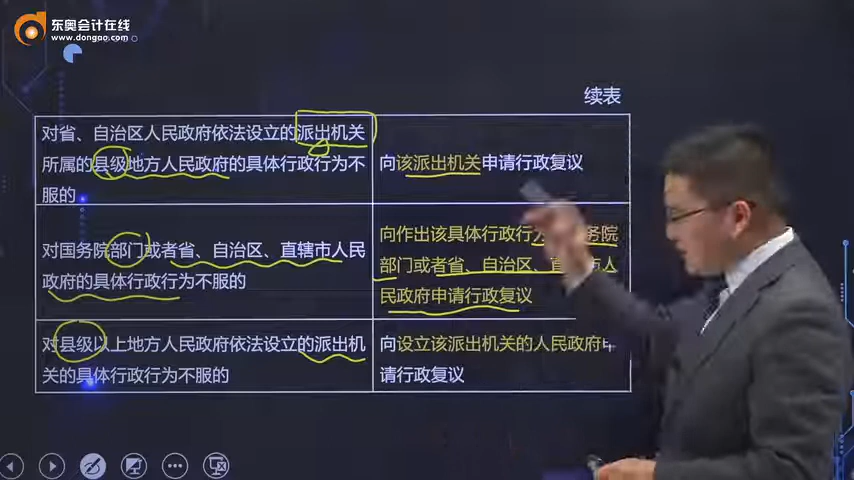 东奥会计在线
www.dongao.com
续表
对省、自治区人民政府依法设立的派出机关
所属的县级地方人民政府的具体行政行为不
服的
向该派出机关申请行政复议
对国务院部门或者省、自治区、直辖市人民
政府的具体行政行为不服的
向作出该具体行政行 务院
部门或者省、自治区、直 市人
民政府申请行政复议
对县级以上地方人民政府依法设立的派出机
关的具体行政行为不服的
向设立该派出机关的人民政府申
请行政复议